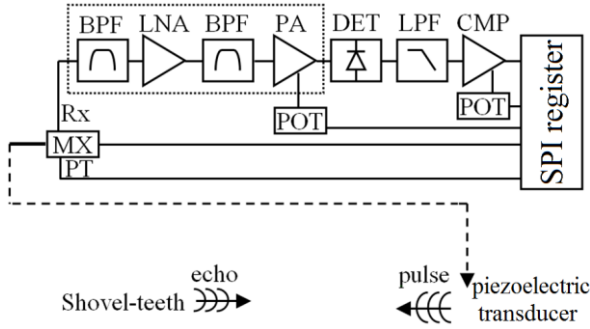 BPF LNA BPF PA DET LPF CMP
POT
POT
SPI register
Rx
MX
PT
echo
pulse
Shovel-teeth
piezoelectric
transducer